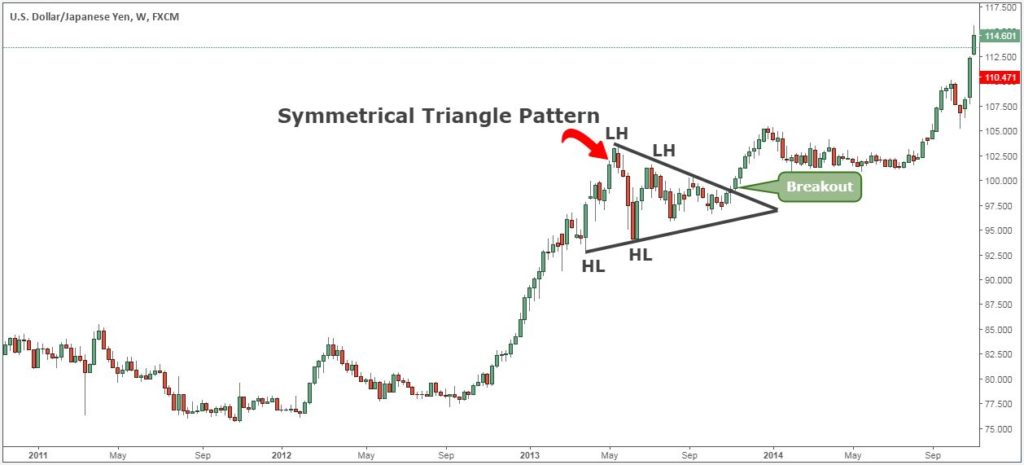 U.S. Dollar/Japanese Yen, W, FXCM
117.500
114.601
112.500
110.471
107.500
105.000
102.500
100.000
97.500
95.000
92.500
90.000
87.500
85.000
82.500
80.000
77.500
75.000
Symmetrical Triangle Pattern
LH
LH
Breakout
HL
HL
2011 May Sep 2012 May Sep 2013 May Sep 2014 May Sep